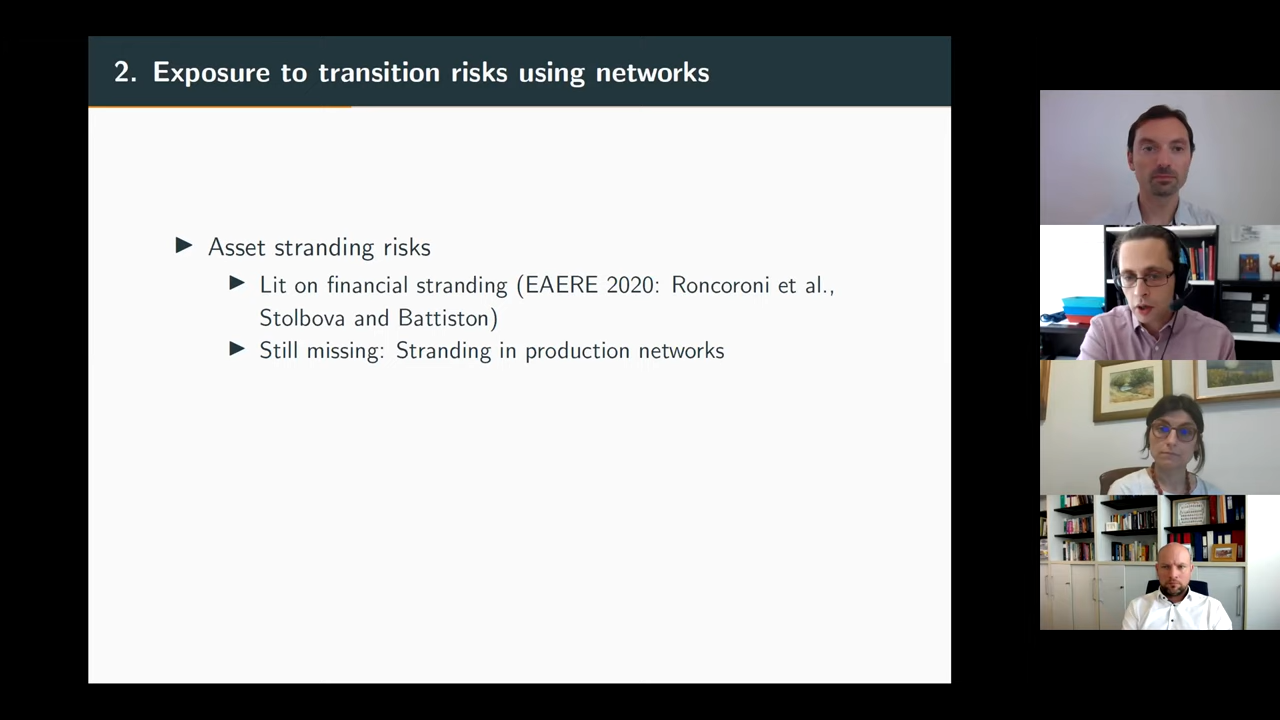 2. Exposure to transition risks using networks
Asset stranding risks
Lit on financial stranding (EAERE 2020: Roncoroni et al.,
Stolbova and Battiston)
Still missing: Stranding in production networks